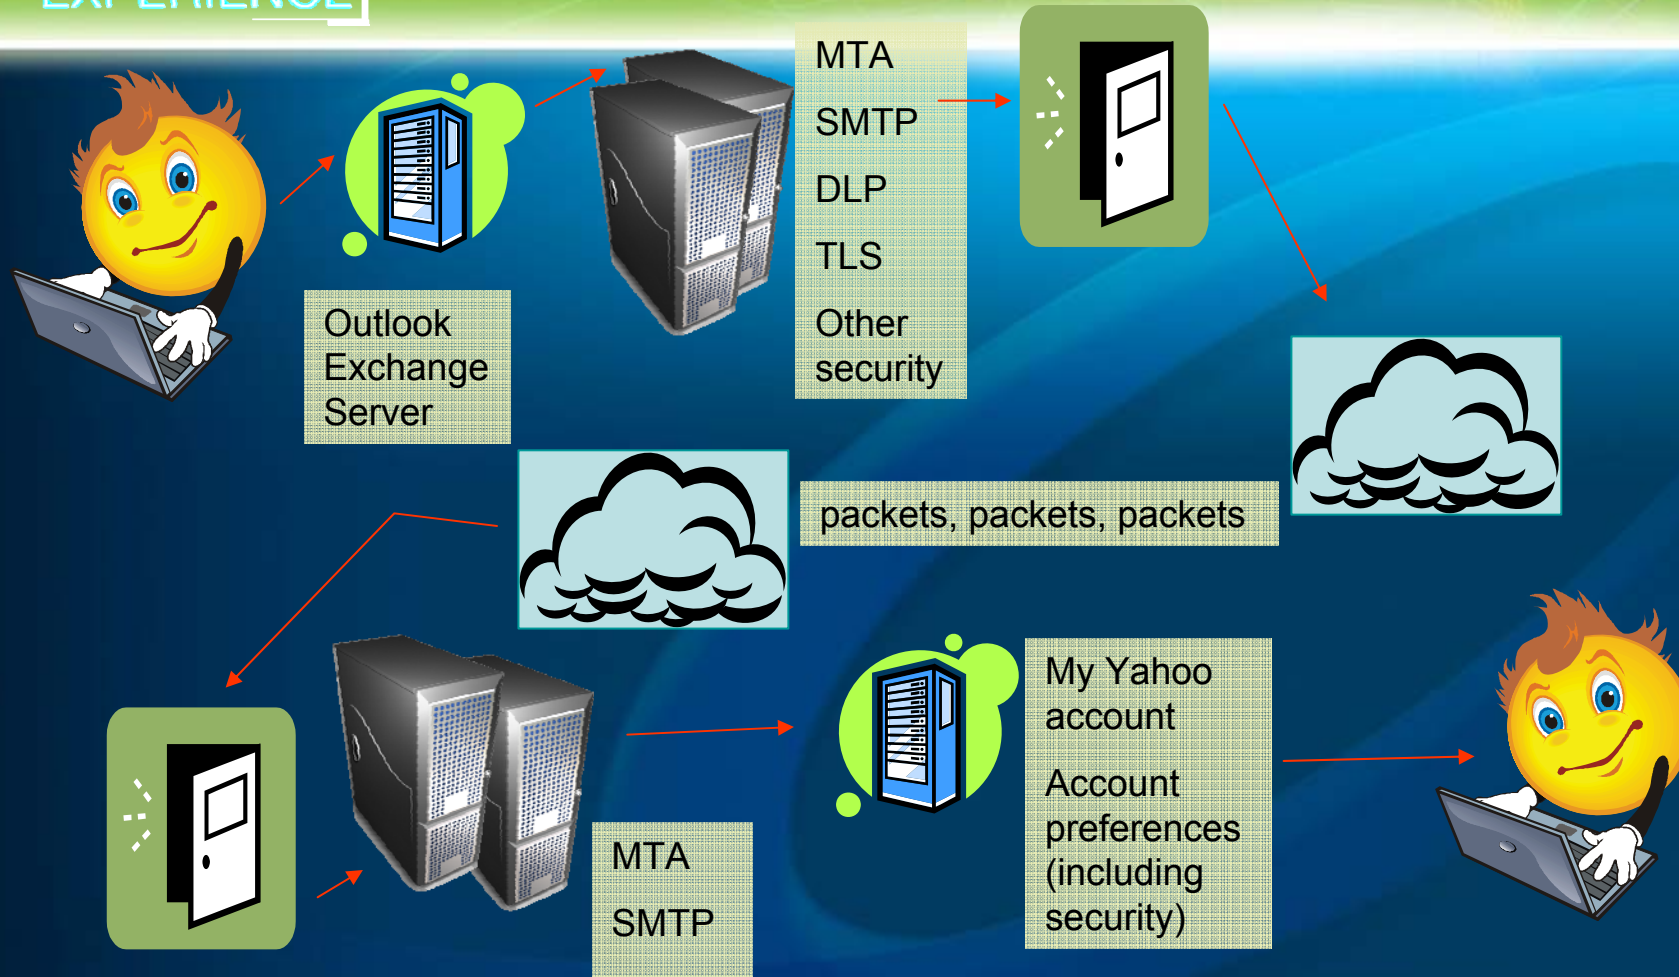 EXPERIENCE
MTA
SMTP
DLP
TLS
Other
security
Outlook
Exchange
Server
packets, packets, packets
My Yahoo
account
Account
preferences
(including
security)
MTA
SMTP